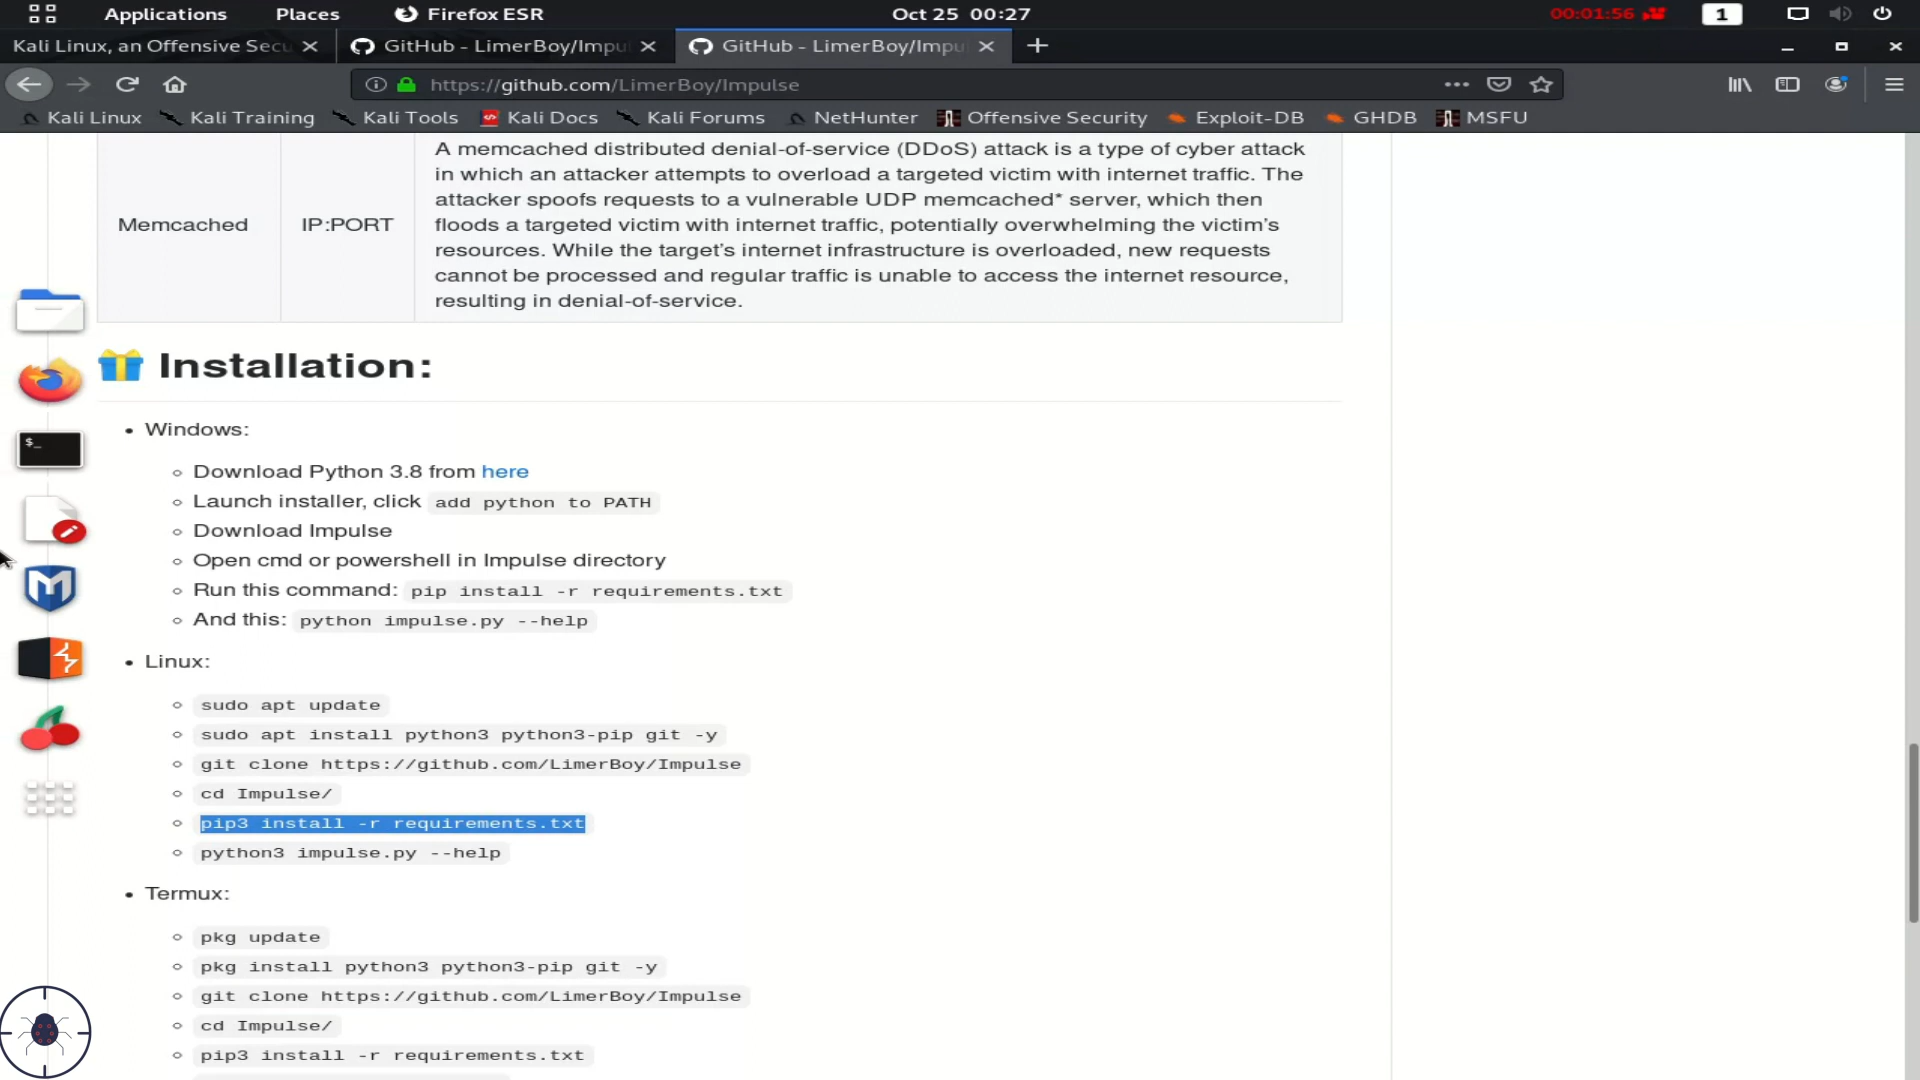 Applications Places Firefox ESR Oct 25 00:27 00:01:56 1
Kali Linux, an Offensive Secu GitHub - LimerBoy/Impu GitHub - LimerBoy/Impu
https://github.com/LimerBoy/Impulse
Kali Linux Kali Training Kali Tools Kali Docs Kali Forums NetHunter Offensive Security Exploit-DB GHDB MSFU
Memcached
IP:PORT
A memcached distributed denial-of-service (DDoS) attack is a type of cyber attack
in which an attacker attempts to overload a targeted victim with internet traffic. The
attacker spoofs requests to a vulnerable UDP memcached* server, which then
floods a targeted victim with internet traffic, potentially overwhelming the victim's
resources. While the target's internet infrastructure is overloaded, new requests
cannot be processed and regular traffic is unable to access the internet resource,
resulting in denial-of-service.
Installation:
Windows:
Download Python 3.8 from here
Launch installer, click add python to PATH
Download Impulse
Open cmd or powershell in Impulse directory
Run this command: pip install -r requirements.txt
And this: python impulse.py --help
Linux:
sudo apt update
sudo apt install python3 python3-pip git -y
git clone https://github.com/LimerBoy/Impulse
cd Impulse/
pip3 install -r requirements.txt
python3 impulse.py --help
Termux:
pkg update
pkg install python3 python3-pip git -y
git clone https://github.com/LimerBoy/Impulse
cd Impulse/
pip3 install -r requirements.txt